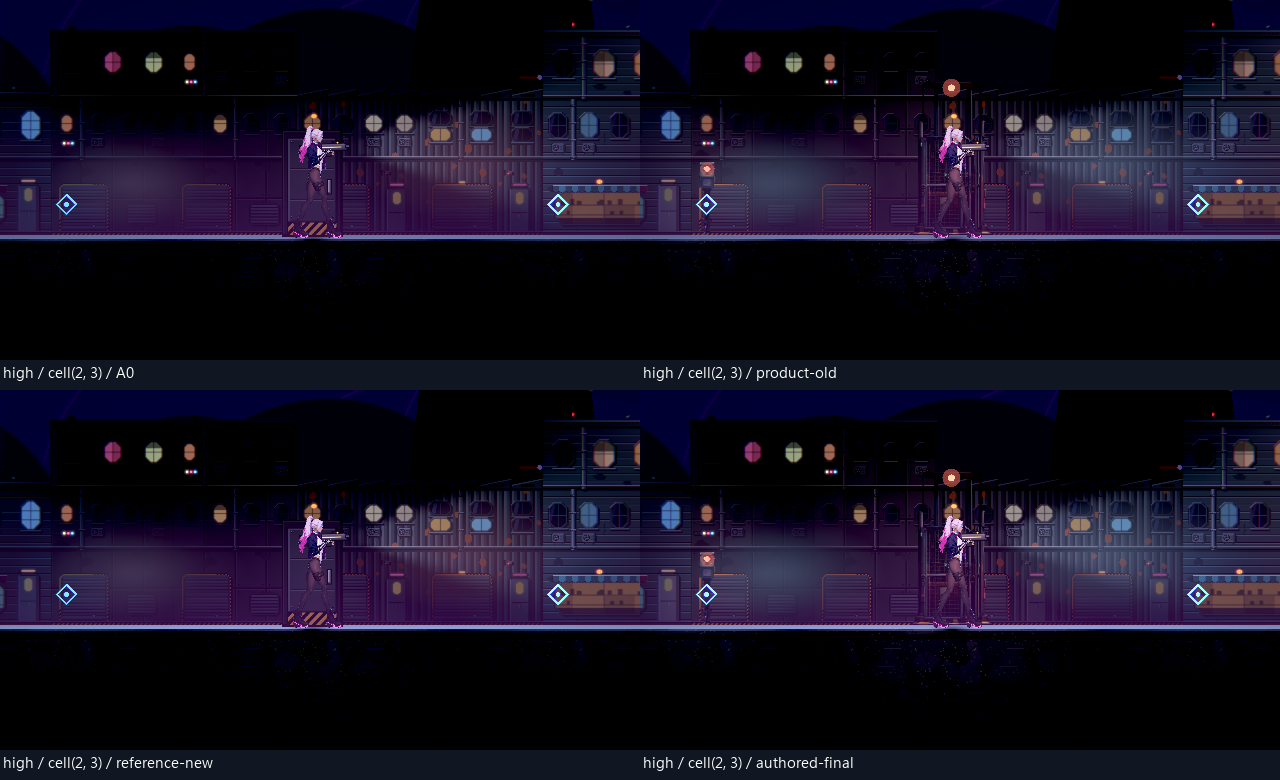 high / cell(2, 3) / A0
high / cell(2, 3) / product-old
high / cell(2, 3) / reference-new
high / cell(2, 3) / authored-final